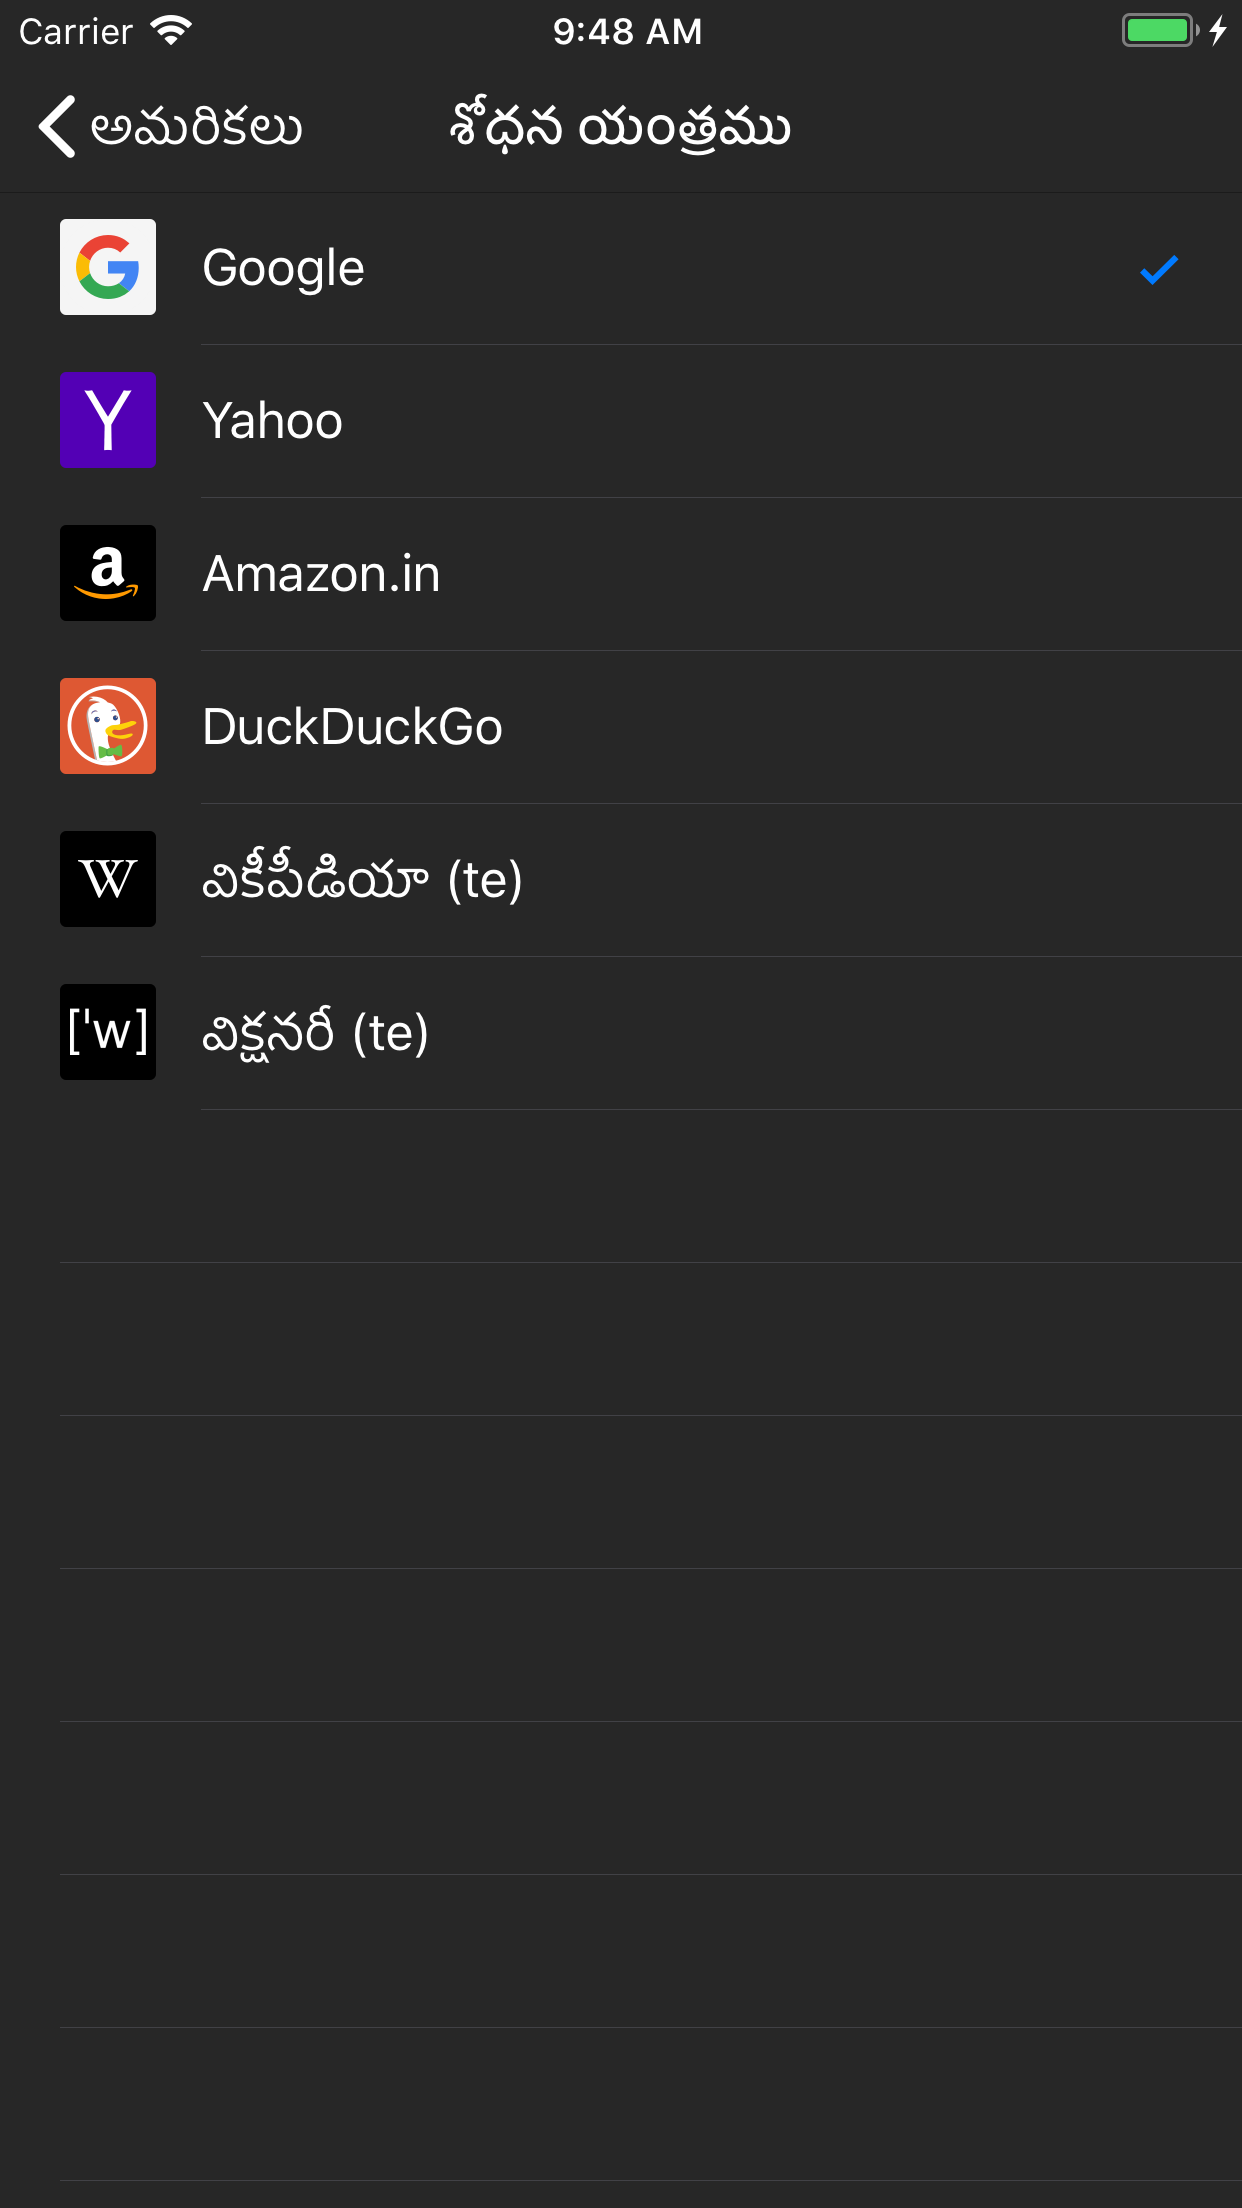 Carrier 9:48 AM
అమరికలు శోధన యంత్రము
Google
Yahoo
Amazon.in
DuckDuckGo
వికీపీడియా (te)
['w] విక్షనరీ (te)